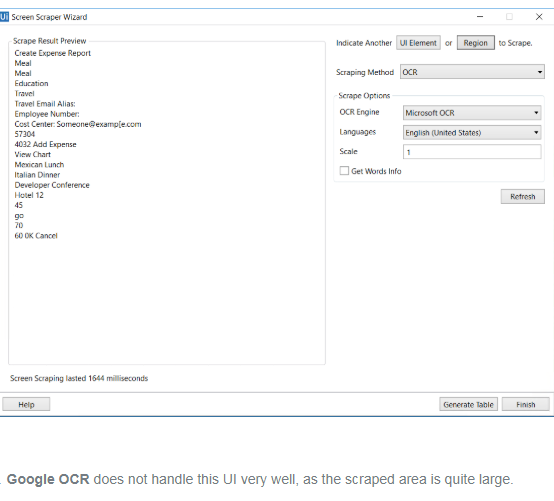 UI Screen Scraper Wizard
Scrape Result Preview
Create Expense Report
Meal
Meal
Education
Travel
Travel Email Alias:
Employee Number:
Cost Center: Someone@examp[e.com
57304
4032 Add Expense
View Chart
Mexican Lunch
Italian Dinner
Developer Conference
Hotel 12
45
go
70
60 0K Cancel
Indicate Another UI Element or Region to Scrape.
Scraping Method OCR
Scrape Options
OCR Engine Microsoft OCR
Languages English (United States)
Scale 1
Get Words Info
Refresh
Screen Scraping lasted 1644 milliseconds
Help Generate Table Finish
. Google OCR does not handle this UI very well, as the scraped area is quite large.